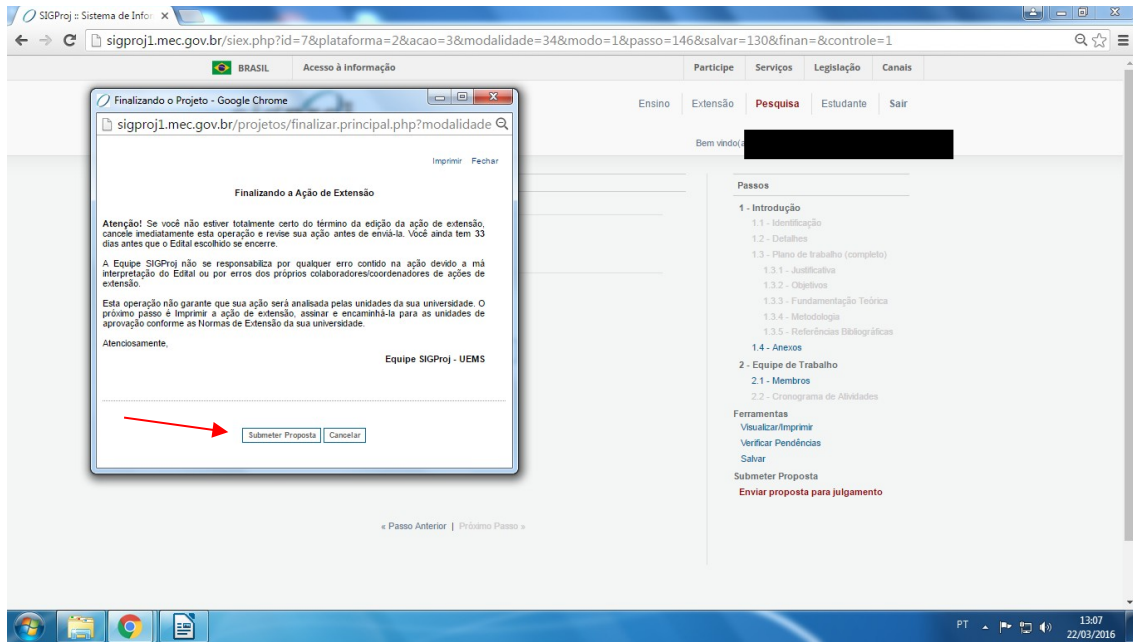 SIGProj :: Sistema de Infor
sigproj1.mec.gov.br/siex.php?id=7&plataforma=2&acao=3&modalidade=34&modo=1&passo=146&salvar=130&finan=&controle=1
BRASIL Acesso à informação Participe Serviços Legislação Canais
Ensino Extensão Pesquisa Estudante Sair
Bem vindo(a
Finalizando o Projeto - Google Chrome
sigproj1.mec.gov.br/projetos/finalizar.principal.php?modalidade
Imprimir Fechar
Finalizando a Ação de Extensão
Atenção! Se você não estiver totalmente certo do término da edição da ação de extensão,
cancele imediatamente esta operação e revise sua ação antes de enviá-la. Você ainda tem 33
dias antes que o Edital escolhido se encerre.
A Equipe SIGProj não se responsabiliza por qualquer erro contido na ação devido a má
interpretação do Edital ou por erros dos próprios colaboradores/coordenadores de ações de
extensão.
Esta operação não garante que sua ação será analisada pelas unidades da sua universidade. O
próximo passo é Imprimir a ação de extensão, assinar e encaminhá-la para as unidades de
aprovação conforme as Normas de Extensão da sua universidade.
Atenciosamente,
Equipe SIGProj - UEMS
Submeter Proposta Cancelar
Passos
1 - Introdução
1.1 - Identificação
1.2 - Detalhes
1.3 - Plano de trabalho (completo)
1.3.1 - Justificativa
1.3.2 - Objetivos
1.3.3 - Fundamentação Teórica
1.3.4 - Metodologia
1.3.5 - Referências Bibliográficas
1.4 - Anexos
2 - Equipe de Trabalho
2.1 - Membros
2.2 - Cronograma de Atividades
Ferramentas
Visualizar/Imprimir
Verificar Pendências
Salvar
Submeter Proposta
Enviar proposta para julgamento
« Passo Anterior | Próximo Passo »
PT 13:07
22/03/2016